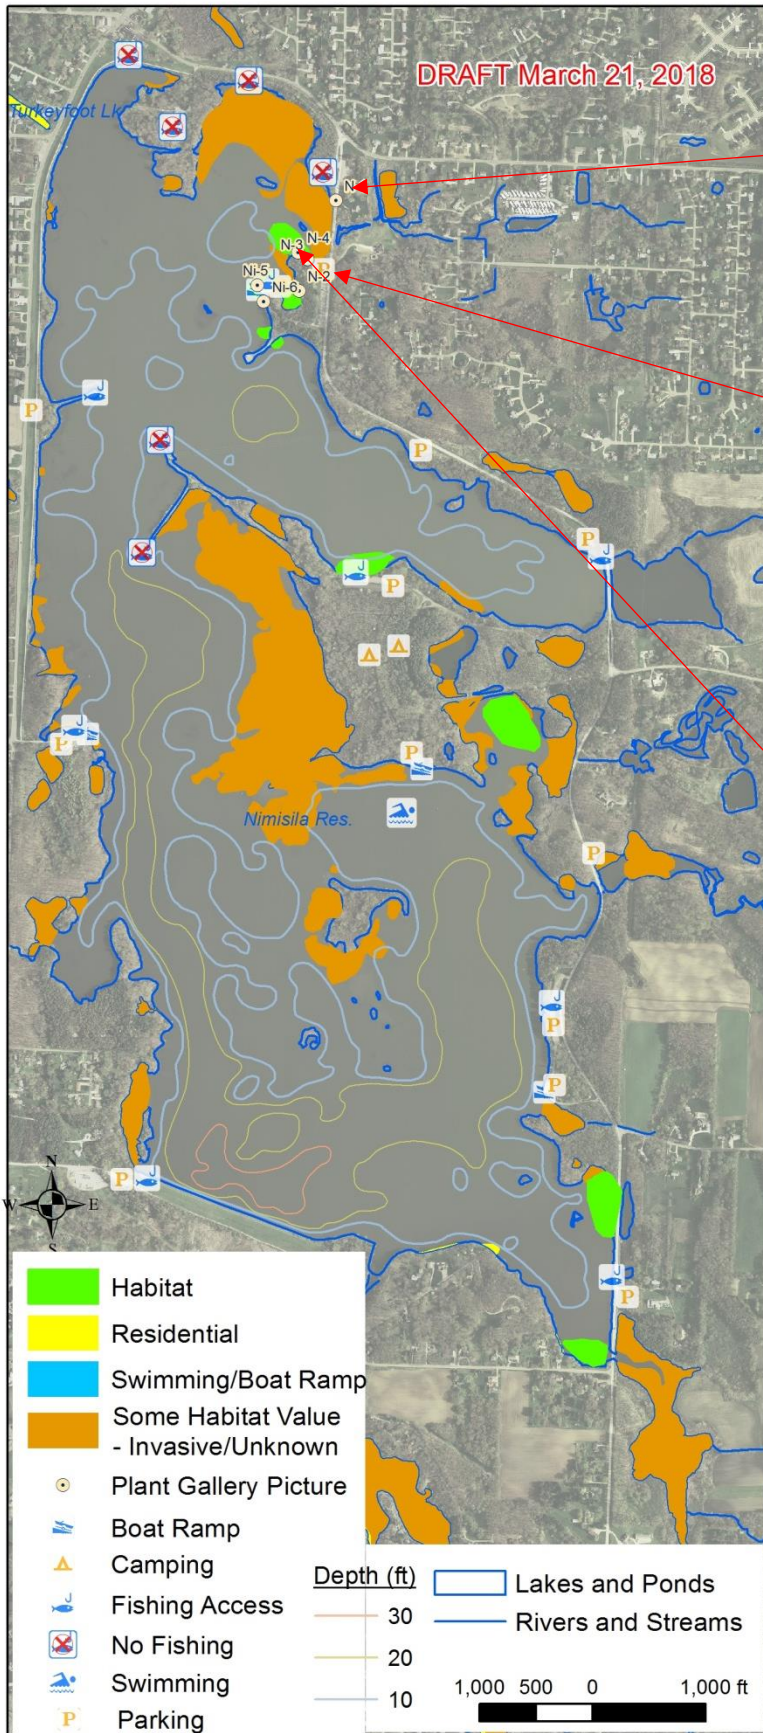 DRAFT March 21, 2018
Turkeyfoot Lk
N
N-4
N-3
Ni-5
N-2
Ni-6
P
P
P
P
P
P
P
P
Nimisila Res.
P
P
P
P
P
N
W E
S
Habitat
Residential
Swimming/Boat Ramp
Some Habitat Value
- Invasive/Unknown
Plant Gallery Picture
Boat Ramp
Camping
Fishing Access
No Fishing
Swimming
P Parking
Depth (ft)
30
20
10
Lakes and Ponds
Rivers and Streams
1,000 500 0 1,000 ft